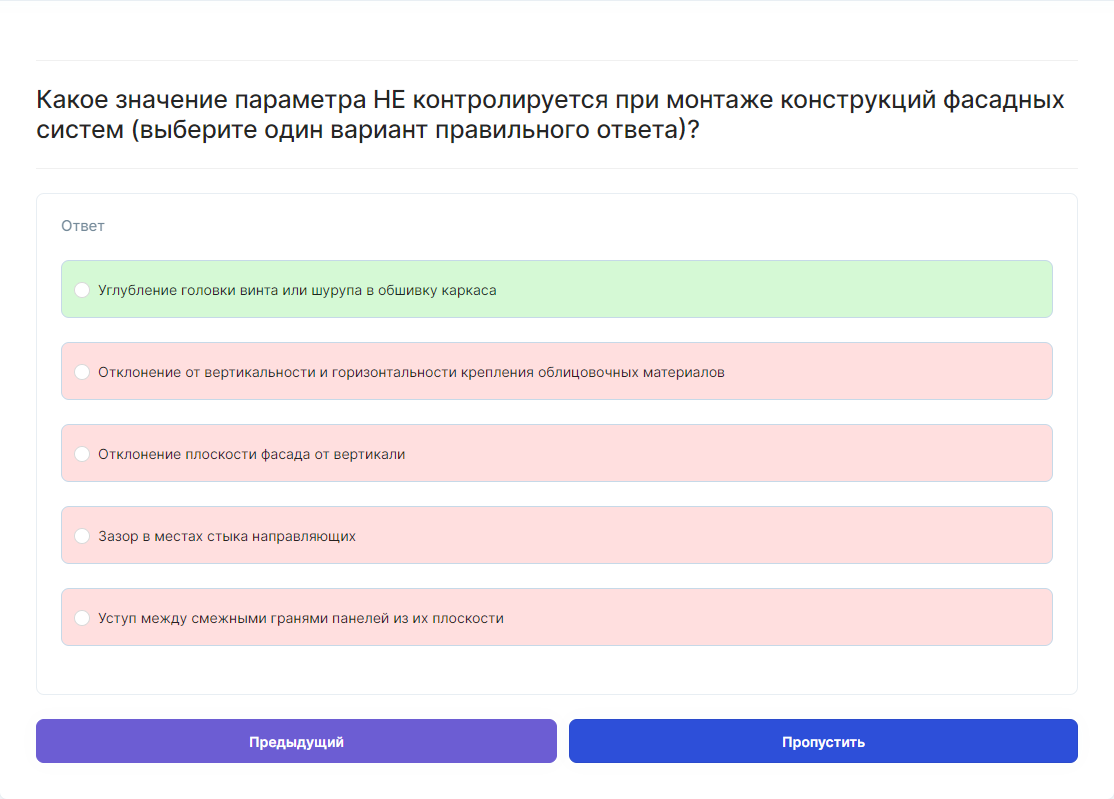 Какое значение параметра НЕ контролируется при монтаже конструкций фасадных
систем (выберите один вариант правильного ответа)?
Ответ
Углубление головки винта или шурупа в обшивку каркаса
Отклонение от вертикальности и горизонтальности крепления облицовочных материалов
Отклонение плоскости фасада от вертикали
Зазор в местах стыка направляющих
Уступ между смежными гранями панелей из их плоскости
Предыдущий
Пропустить